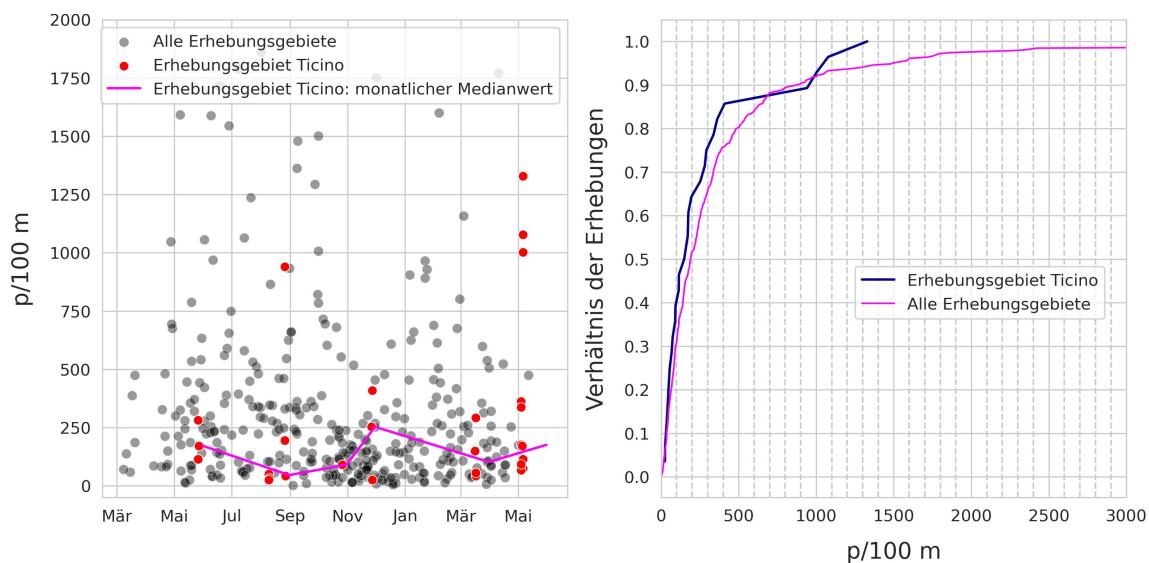 2000
1750
1500
1250
1000
750
500
250
0
p/100 m
Alle Erhebungsgebiete
Erhebungsgebiet Ticino
Erhebungsgebiet Ticino: monatlicher Medianwert
Mär Mai Jul Sep Nov Jan Mär Mai
1.0
0.9
0.8
0.7
0.6
0.5
0.4
0.3
0.2
0.1
0.0
Verhältnis der Erhebungen
Erhebungsgebiet Ticino
Alle Erhebungsgebiete
0 500 1000 1500 2000 2500 3000
p/100 m